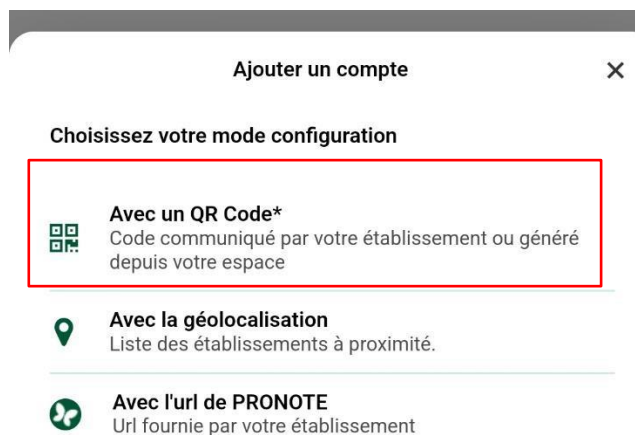 Ajouter un compte
Choisissez votre mode configuration
Avec un QR Code*
Code communiqué par votre établissement ou généré
depuis votre espace
Avec la géolocalisation
Liste des établissements à proximité.
Avec l'url de PRONOTE
Url fournie par votre établissement